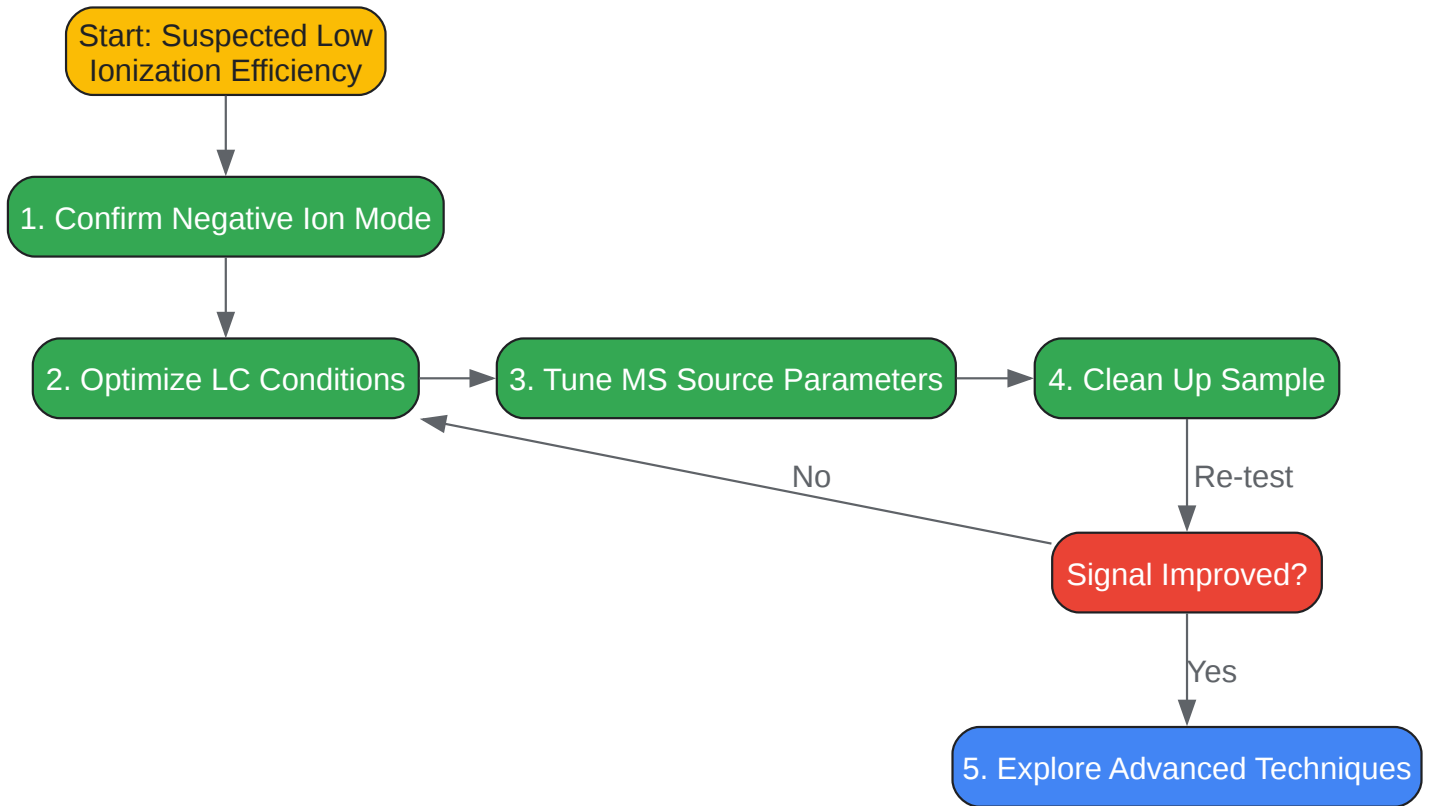 Start: Suspected Low
Ionization Efficiency
1. Confirm Negative Ion Mode
2. Optimize LC Conditions
3. Tune MS Source Parameters
4. Clean Up Sample
No
Re-test
Signal Improved?
Yes
5. Explore Advanced Techniques